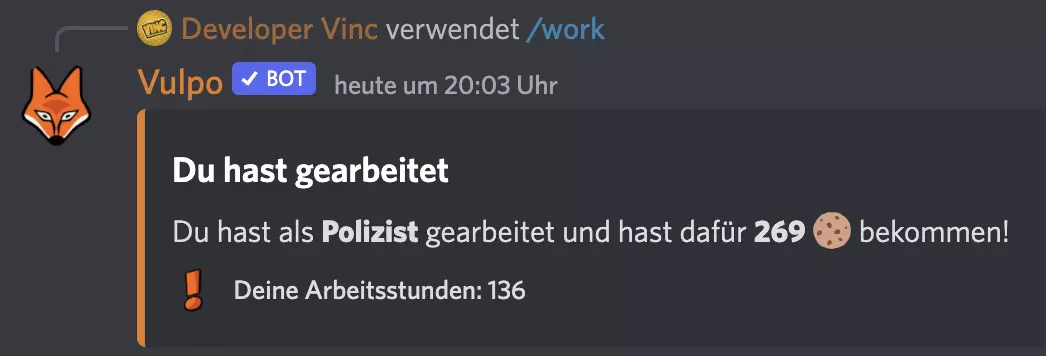 VINC Developer Vinc verwendet /work
Vulpo ✓ BOT heute um 20:03 Uhr
Du hast gearbeitet
Du hast als Polizist gearbeitet und hast dafür 269 🍪 bekommen!
Deine Arbeitsstunden: 136